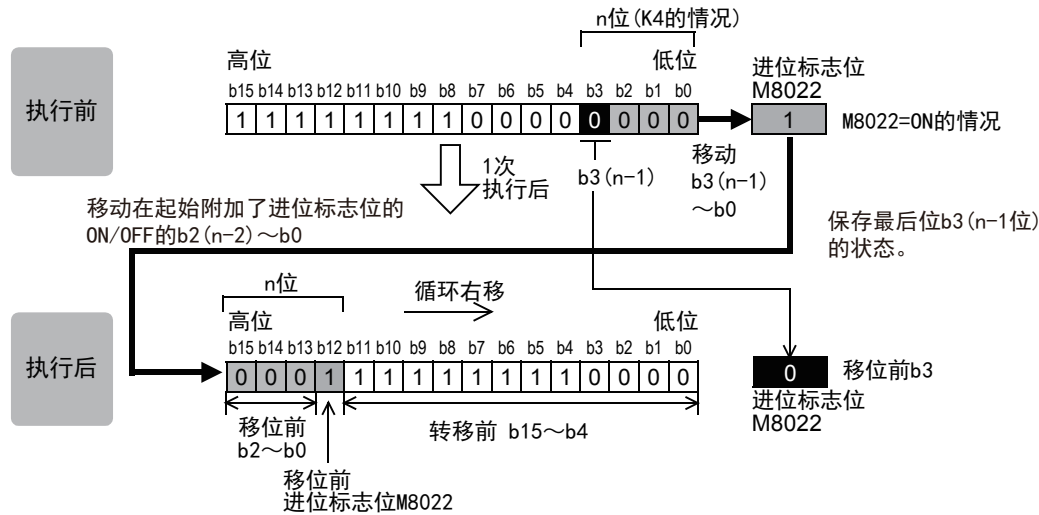 n位(K4的情况)
高位
低位
进位标志位
M8022
b15 b14 b13 b12 b11 b10 b9 b8 b7 b6 b5 b4 b3 b2 b1 b0
执行前
1 1 1 1 1 1 1 1 0 0 0 0 0 0 0 0
1
M8022=ON的情况
1次
执行后
b3(n-1)
移动
b3(n-1)
～b0
移动在起始附加了进位标志位的
ON/OFF的b2(n-2)～b0
保存最后位b3(n-1位)
的状态。
n位
循环右移
高位
低位
b15 b14 b13 b12 b11 b10 b9 b8 b7 b6 b5 b4 b3 b2 b1 b0
执行后
0 0 0 1 1 1 1 1 1 1 1 1 0 0 0 0
0
移位前b3
进位标志位
M8022
移位前
b2～b0
转移前 b15～b4
移位前
进位标志位M8022